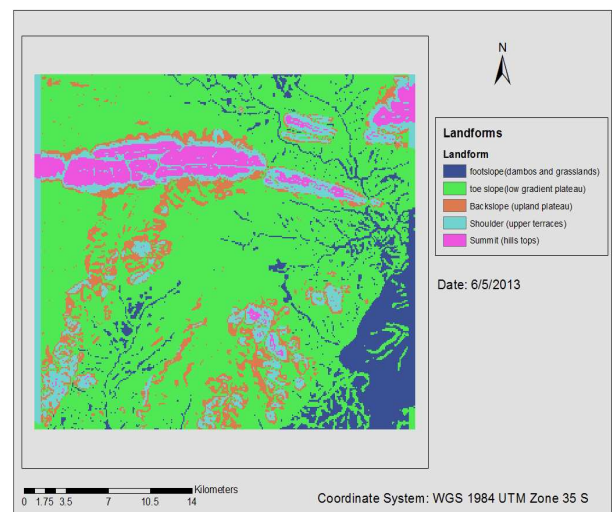 N
Landforms
Landform
footslope(dambos and grasslands)
toe slope(low gradient plateau)
Backslope (upland plateau)
Shoulder (upper terraces)
Summit (hills tops)
Date: 6/5/2013
Kilometers
0 1.75 3.5 7 10.5 14
Coordinate System: WGS 1984 UTM Zone 35 S